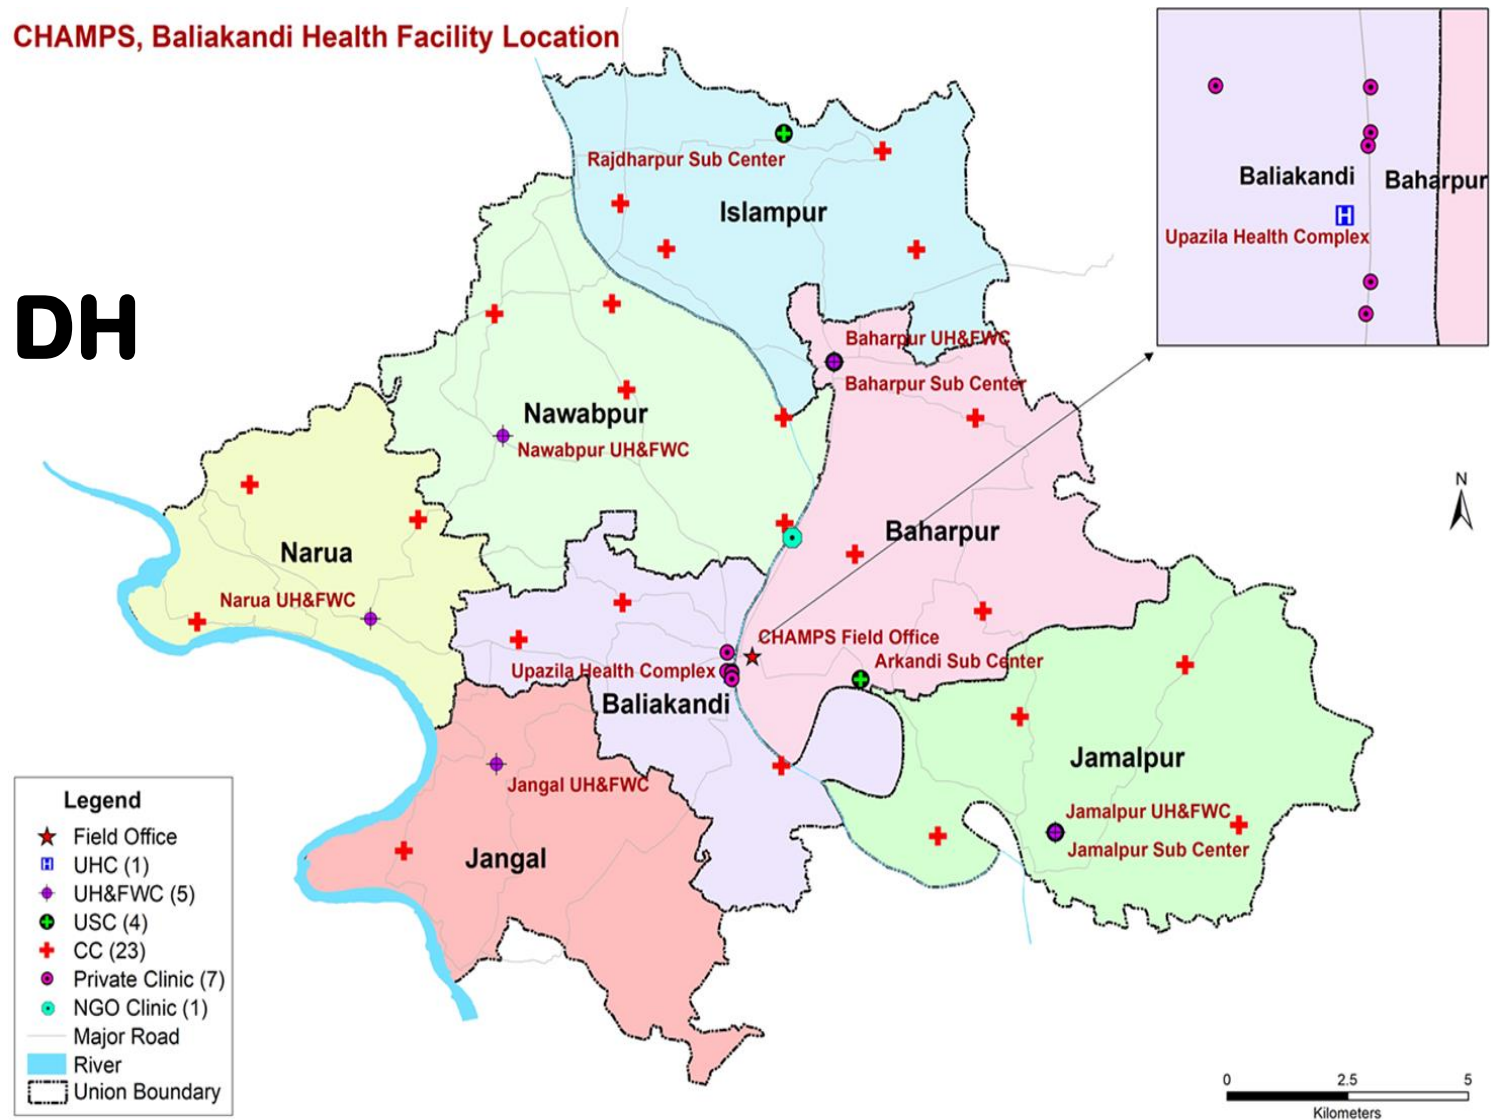 CHAMPS, Baliakandi Health Facility Location
Baliakandi
Baharpur
H
Upazila Health Complex
Rajdharpur Sub Center
Islampur
DH
Baharpur UH&FWC
Baharpur Sub Center
Nawabpur
Nawabpur UH&FWC
N
Baharpur
Narua
Narua UH&FWC
CHAMPS Field Office
Arkandi Sub Center
Upazila Health Complex
Baliakandi
Jamalpur
Jangal UH&FWC
Jamalpur UH&FWC
Jamalpur Sub Center
Jangal
Legend
Field Office
H UHC (1)
UH&FWC (5)
USC (4)
CC (23)
Private Clinic (7)
NGO Clinic (1)
Major Road
River
Union Boundary
0 2.5 5
Kilometers